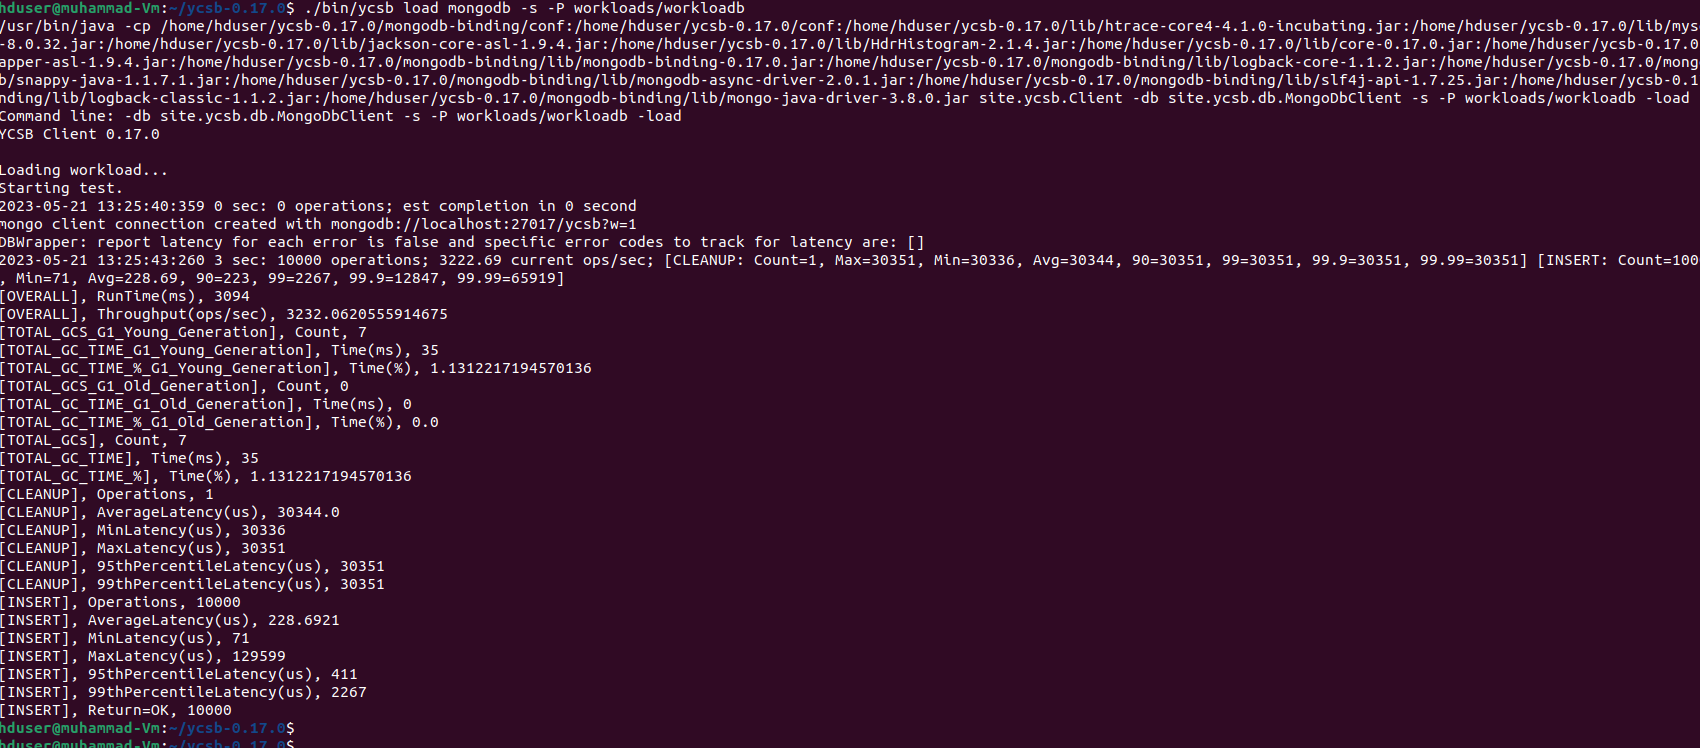 hduser@muhammad-Vm:~/ycsb-0.17.0$ ./bin/ycsb load mongodb -s -P workloads/workloadb
/usr/bin/java -cp /home/hduser/ycsb-0.17.0/mongodb-binding/conf:/home/hduser/ycsb-0.17.0/conf:/home/hduser/ycsb-0.17.0/lib/htrace-core4-4.1.0-incubating.jar:/home/hduser/ycsb-0.17.0/lib/mys
-8.0.32.jar:/home/hduser/ycsb-0.17.0/lib/jackson-core-asl-1.9.4.jar:/home/hduser/ycsb-0.17.0/lib/HdrHistogram-2.1.4.jar:/home/hduser/ycsb-0.17.0/lib/core-0.17.0.jar:/home/hduser/ycsb-0.17.0
apper-asl-1.9.4.jar:/home/hduser/ycsb-0.17.0/mongodb-binding/lib/mongodb-binding-0.17.0.jar:/home/hduser/ycsb-0.17.0/mongodb-binding/lib/logback-core-1.1.2.jar:/home/hduser/ycsb-0.17.0/mong
b/snappy-java-1.1.7.1.jar:/home/hduser/ycsb-0.17.0/mongodb-binding/lib/mongodb-async-driver-2.0.1.jar:/home/hduser/ycsb-0.17.0/mongodb-binding/lib/slf4j-api-1.7.25.jar:/home/hduser/ycsb-0.1
nding/lib/logback-classic-1.1.2.jar:/home/hduser/ycsb-0.17.0/mongodb-binding/lib/mongo-java-driver-3.8.0.jar site.ycsb.Client -db site.ycsb.db.MongoDbClient -s -P workloads/workloadb -load
Command line: -db site.ycsb.db.MongoDbClient -s -P workloads/workloadb -load
YCSB Client 0.17.0
Loading workload...
Starting test.
2023-05-21 13:25:40:359 0 sec: 0 operations; est completion in 0 second
mongo client connection created with mongodb://localhost:27017/ycsb?w=1
DBWrapper: report latency for each error is false and specific error codes to track for latency are: []
2023-05-21 13:25:43:260 3 sec: 10000 operations; 3222.69 current ops/sec; [CLEANUP: Count=1, Max=30351, Min=30336, Avg=30344, 90=30351, 99=30351, 99.9=30351, 99.99=30351] [INSERT: Count=100
, Min=71, Avg=228.69, 90=223, 99=2267, 99.9=12847, 99.99=65919]
[OVERALL], RunTime(ms), 3094
[OVERALL], Throughput(ops/sec), 3232.0620555914675
[TOTAL_GCS_G1_Young_Generation], Count, 7
[TOTAL_GC_TIME_G1_Young_Generation], Time(ms), 35
[TOTAL_GC_TIME_%_G1_Young_Generation], Time(%), 1.1312217194570136
[TOTAL_GCS_G1_Old_Generation], Count, 0
[TOTAL_GC_TIME_G1_Old_Generation], Time(ms), 0
[TOTAL_GC_TIME_%_G1_Old_Generation], Time(%), 0.0
[TOTAL_GCs], Count, 7
[TOTAL_GC_TIME], Time(ms), 35
[TOTAL_GC_TIME_%], Time(%), 1.1312217194570136
[CLEANUP], Operations, 1
[CLEANUP], AverageLatency(us), 30344.0
[CLEANUP], MinLatency(us), 30336
[CLEANUP], MaxLatency(us), 30351
[CLEANUP], 95thPercentileLatency(us), 30351
[CLEANUP], 99thPercentileLatency(us), 30351
[INSERT], Operations, 10000
[INSERT], AverageLatency(us), 228.6921
[INSERT], MinLatency(us), 71
[INSERT], MaxLatency(us), 129599
[INSERT], 95thPercentileLatency(us), 411
[INSERT], 99thPercentileLatency(us), 2267
[INSERT], Return=OK, 10000
hduser@muhammad-Vm:~/ycsb-0.17.0$
hduser@muhammad-Vm:~/ycsb-0.17.0$